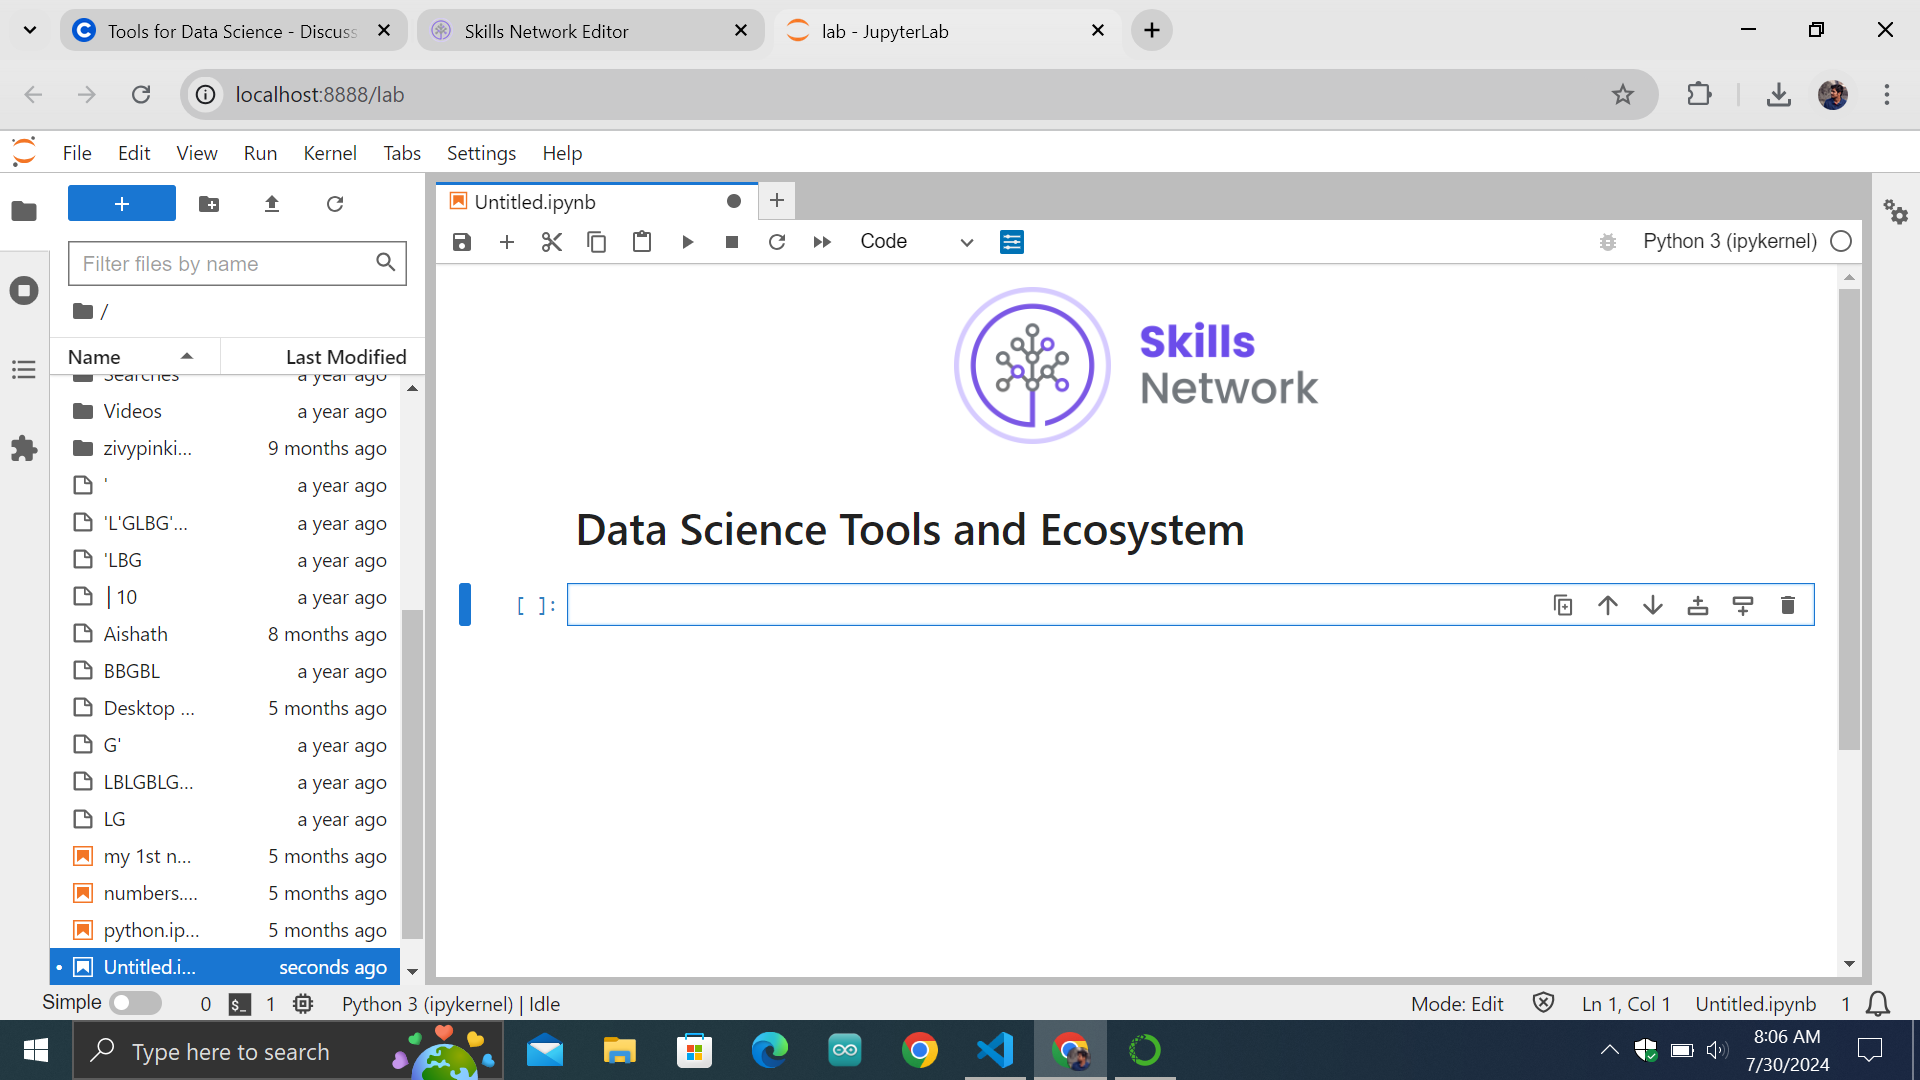 Tools for Data Science - Discuss
Skills Network Editor
lab - JupyterLab
localhost:8888/lab
File Edit View Run Kernel Tabs Settings Help
Untitled.ipynb
Code
Python 3 (ipykernel)
Filter files by name
/
Name Last Modified
Searches a year ago
Videos a year ago
zivypinki... 9 months ago
' a year ago
'L'GLBG'... a year ago
'LBG a year ago
| 10 a year ago
Aishath 8 months ago
BBGBL a year ago
Desktop ... 5 months ago
G' a year ago
LBLGBLG... a year ago
LG a year ago
my 1st n... 5 months ago
numbers.... 5 months ago
python.ip... 5 months ago
Untitled.i... seconds ago
Skills
Network
Data Science Tools and Ecosystem
[ ]:
Simple 0 $_ 1 Python 3 (ipykernel) | Idle
Mode: Edit Ln 1, Col 1 Untitled.ipynb 1
Type here to search
8:06 AM
7/30/2024